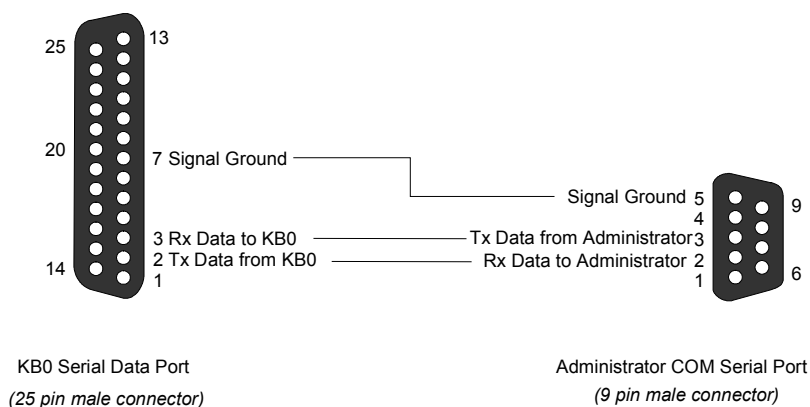 25
13
20
7 Signal Ground
Signal Ground 5
9
4
3 Rx Data to KB0
Tx Data from Administrator 3
2 Tx Data from KB0
Rx Data to Administrator 2
14
1
1
6
KB0 Serial Data Port
(25 pin male connector)
Administrator COM Serial Port
(9 pin male connector)